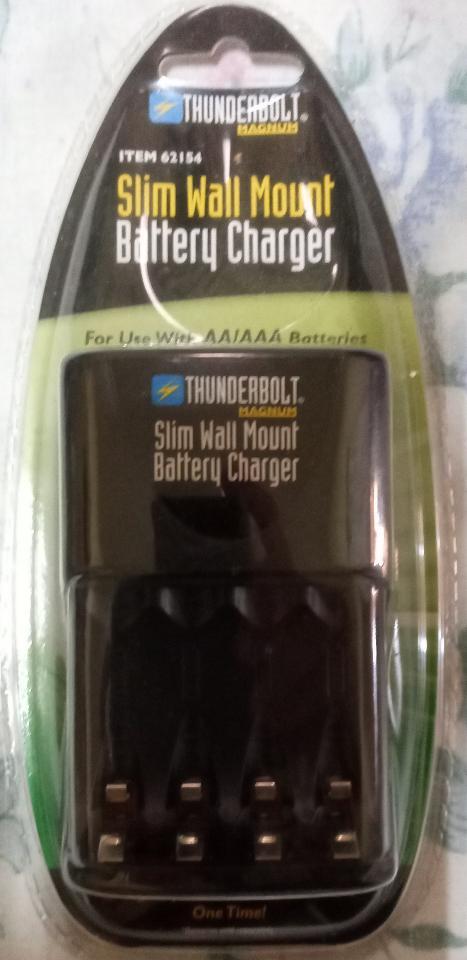 THUNDERBOLT®
MAGNUM
ITEM 62154
Slim Wall Mount
Battery Charger
For Use With AA/AAA Batteries
THUNDERBOLT®
MAGNUM
Slim Wall Mount
Battery Charger
One Time!